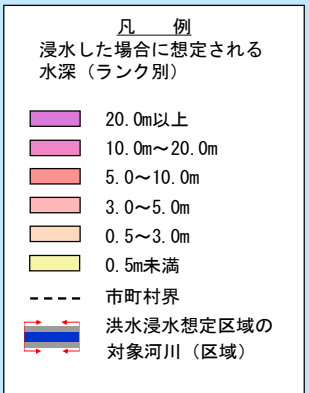 凡　例
浸水した場合に想定される
水深（ランク別）
20.0m以上
10.0m～20.0m
5.0～10.0m
3.0～5.0m
0.5～3.0m
0.5m未満
市町村界
洪水浸水想定区域の
対象河川（区域）